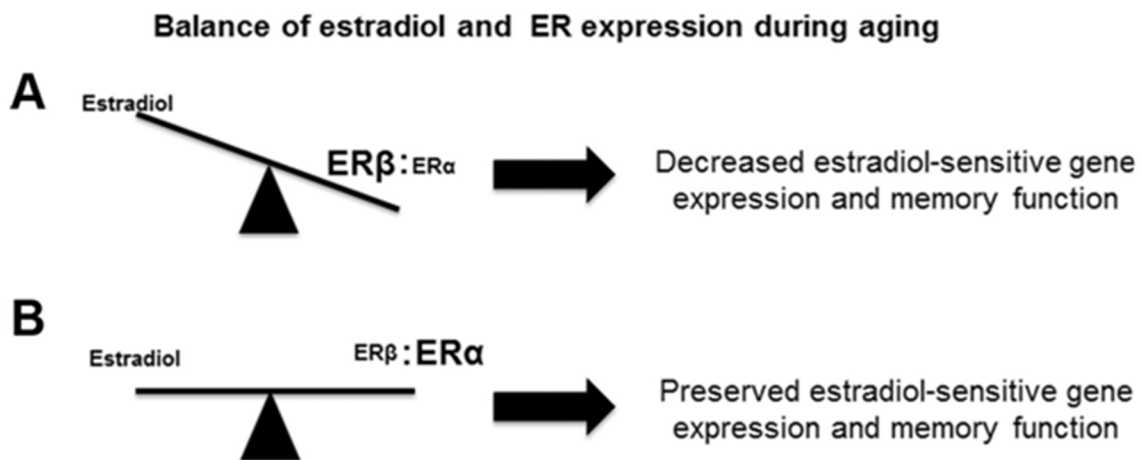 Balance of estradiol and ER expression during aging
A
Estradiol
ERβ:ERα
Decreased estradiol-sensitive gene
expression and memory function
B
Estradiol
ERβ:ERα
Preserved estradiol-sensitive gene
expression and memory function